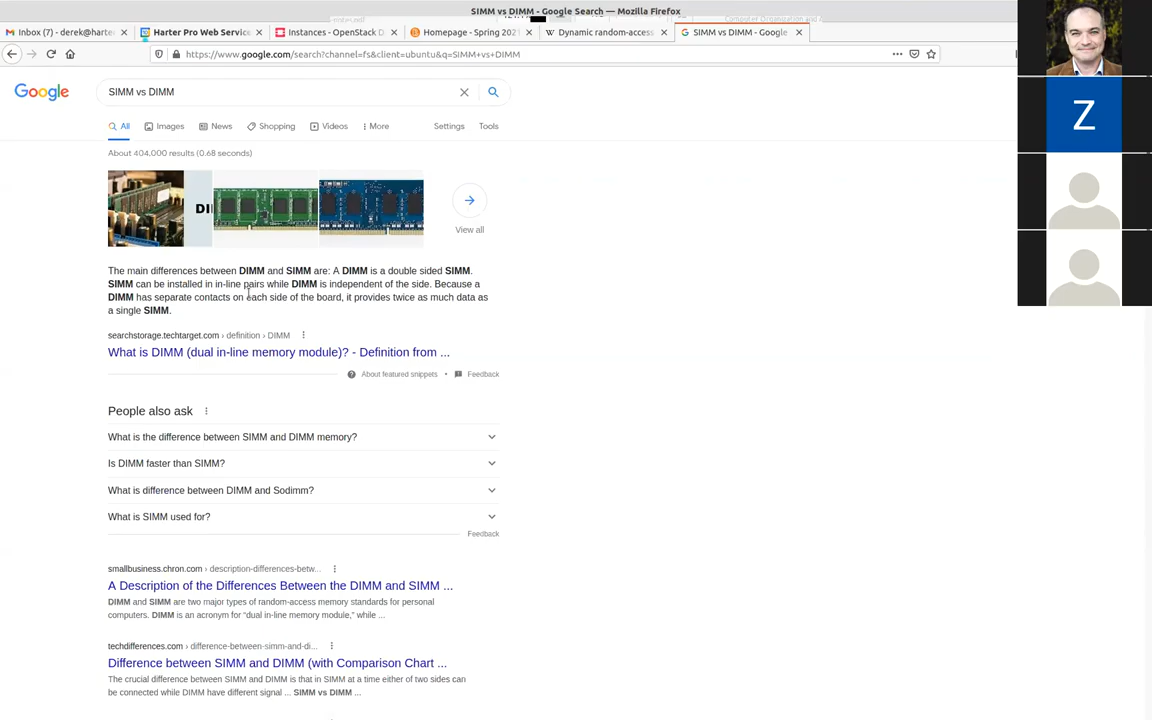 SIMM vs DIMM - Google Search — Mozilla Firefox
Inbox (7) - derek@harte
Harter Pro Web Service
Instances - OpenStack D
Homepage - Spring 2021
Dynamic random-access
SIMM vs DIMM - Google
https://www.google.com/search?channel=fs&client=ubuntu&q=SIMM+vs+DIMM
Google
SIMM vs DIMM
All
Images
News
Shopping
Videos
More
Settings
Tools
About 404,000 results (0.68 seconds)
DI
View all
The main differences between DIMM and SIMM are: A DIMM is a double sided SIMM.
SIMM can be installed in in-line pairs while DIMM is independent of the side. Because a
DIMM has separate contacts on each side of the board, it provides twice as much data as
a single SIMM.
searchstorage.techtarget.com › definition › DIMM
What is DIMM (dual in-line memory module)? - Definition from ...
About featured snippets • Feedback
People also ask
What is the difference between SIMM and DIMM memory?
Is DIMM faster than SIMM?
What is difference between DIMM and Sodimm?
What is SIMM used for?
Feedback
smallbusiness.chron.com › description-differences-betw...
A Description of the Differences Between the DIMM and SIMM ...
DIMM and SIMM are two major types of random-access memory standards for personal
computers. DIMM is an acronym for "dual in-line memory module," while ...
techdifferences.com › difference-between-simm-and-di...
Difference between SIMM and DIMM (with Comparison Chart ...
The crucial difference between SIMM and DIMM is that in SIMM at a time either of two sides can
be connected while DIMM have different signal ... SIMM vs DIMM ...
Z